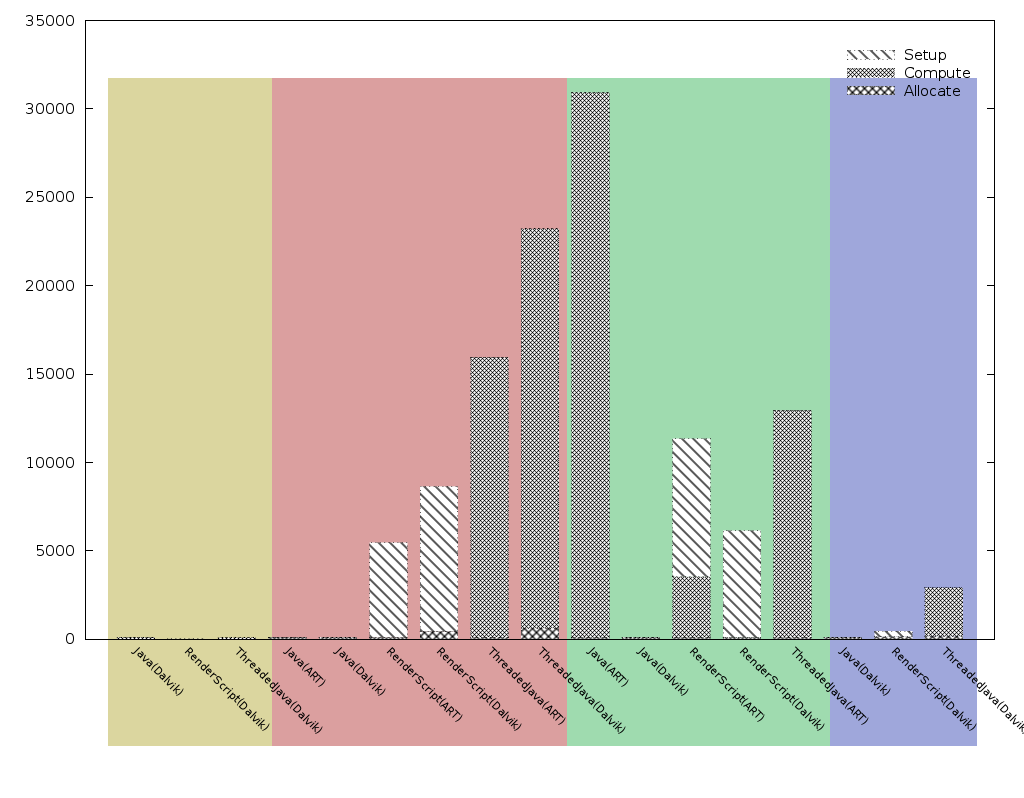 35000
30000
25000
20000
15000
10000
5000
0
Setup
Compute
Allocate
Java(Dalvik)
RenderScript(Dalvik)
ThreadedJava(Dalvik)
Java(ART)
Java(Dalvik)
RenderScript(ART)
RenderScript(Dalvik)
ThreadedJava(ART)
ThreadedJava(Dalvik)
Java(ART)
Java(Dalvik)
RenderScript(ART)
RenderScript(Dalvik)
ThreadedJava(ART)
Java(Dalvik)
RenderScript(Dalvik)
ThreadedJava(Dalvik